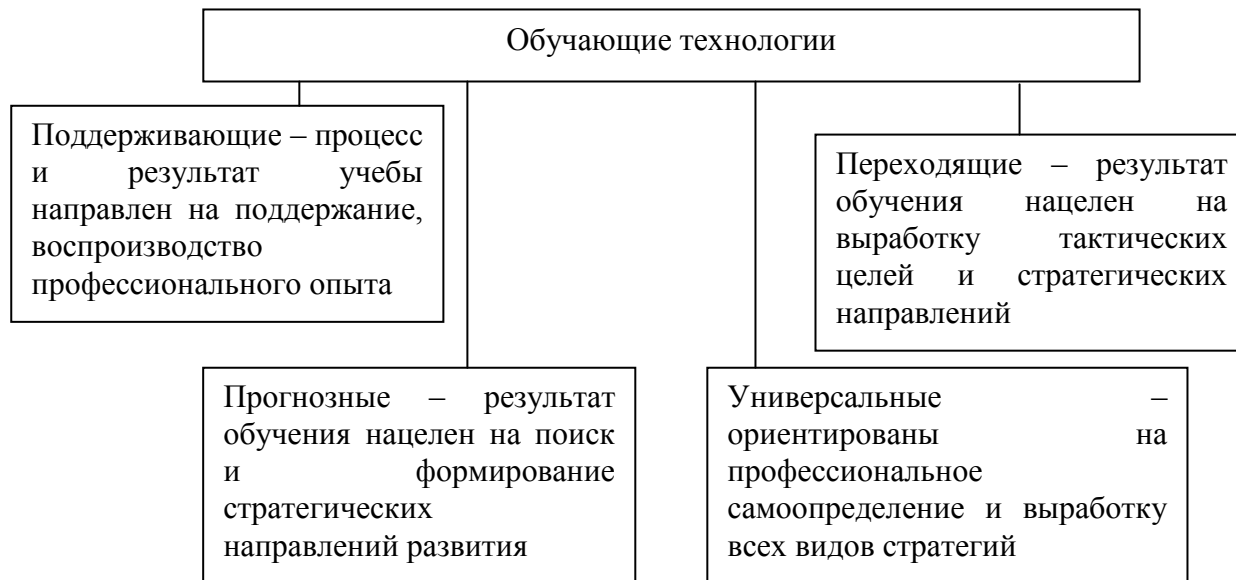 Обучающие технологии
Поддерживающие – процесс
и результат учебы
направлен на поддержание,
воспроизводство
профессионального опыта
Переходящие – результат
обучения нацелен на
выработку тактических
целей и стратегических
направлений
Прогнозные – результат
обучения нацелен на поиск
и формирование
стратегических
направлений развития
Универсальные –
ориентированы на
профессиональное
самоопределение и выработку
всех видов стратегий